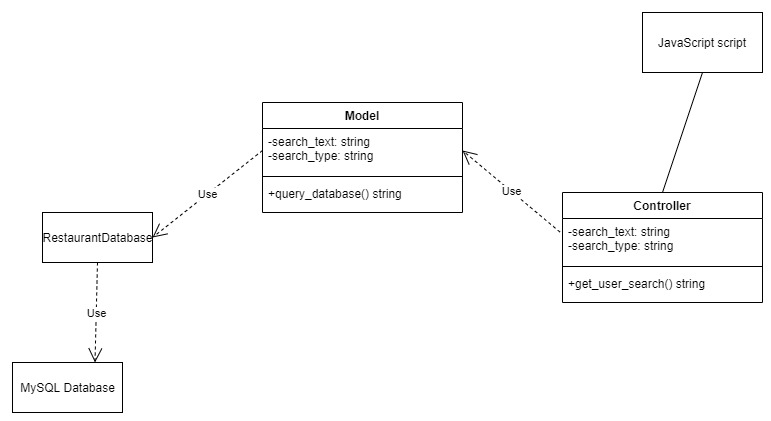 JavaScript script
Model
-search_text: string
-search_type: string
+query_database() string
Use
Use
Controller
-search_text: string
-search_type: string
+get_user_search() string
RestaurantDatabase
Use
MySQL Database